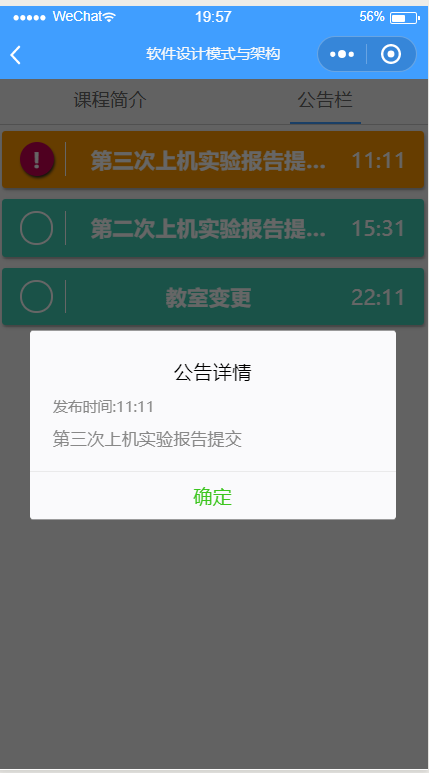 WeChat 19:57 56%
软件设计模式与架构
课程简介 公告栏
! 第三次上机实验报告提... 11:11
第二次上机实验报告提... 15:31
教室变更 22:11
公告详情
发布时间:11:11
第三次上机实验报告提交
确定